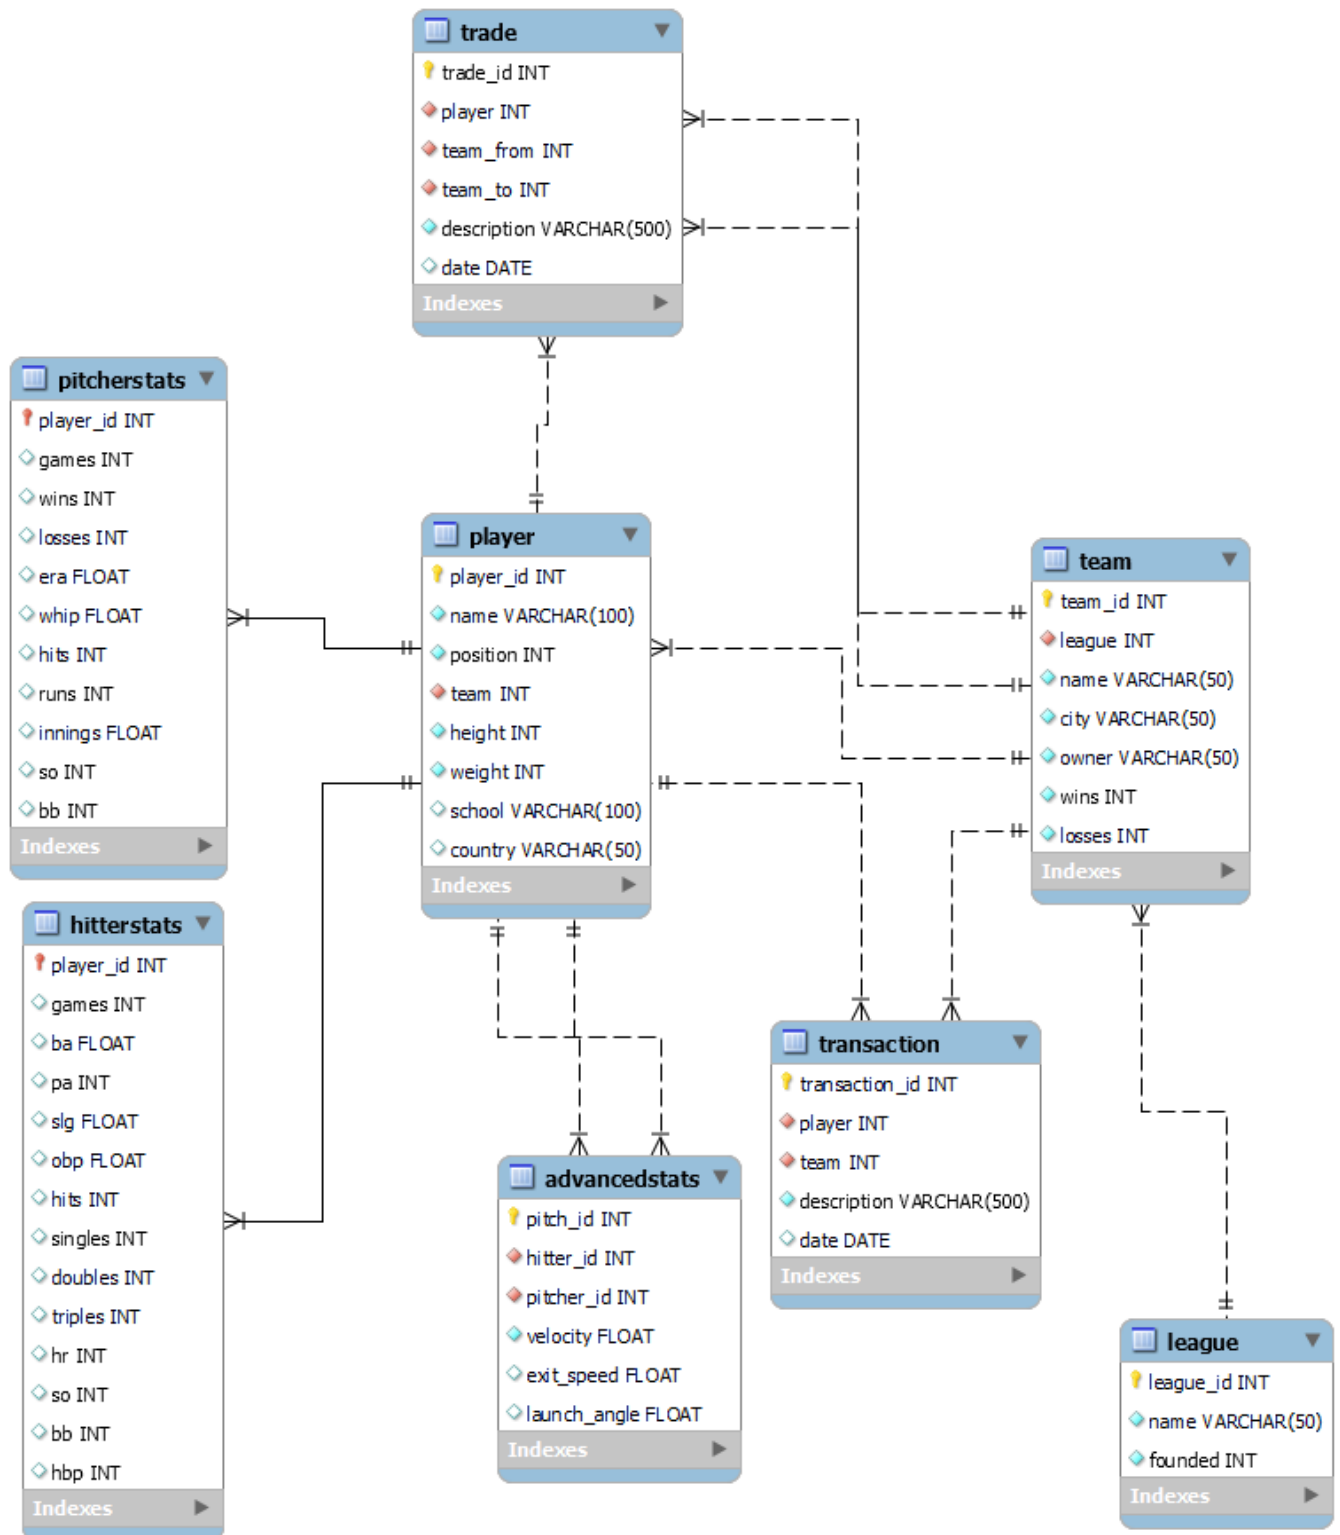 trade
trade_id INT
player INT
team_from INT
team_to INT
description VARCHAR(500)
date DATE
Indexes
pitcherstats
player_id INT
games INT
wins INT
losses INT
era FLOAT
whip FLOAT
hits INT
runs INT
innings FLOAT
so INT
bb INT
Indexes
player
player_id INT
name VARCHAR(100)
position INT
team INT
height INT
weight INT
school VARCHAR(100)
country VARCHAR(50)
Indexes
team
team_id INT
league INT
name VARCHAR(50)
city VARCHAR(50)
owner VARCHAR(50)
wins INT
losses INT
Indexes
hitterstats
player_id INT
games INT
ba FLOAT
pa INT
slg FLOAT
obp FLOAT
hits INT
singles INT
doubles INT
triples INT
hr INT
so INT
bb INT
hbp INT
Indexes
advancedstats
pitch_id INT
hitter_id INT
pitcher_id INT
velocity FLOAT
exit_speed FLOAT
launch_angle FLOAT
Indexes
transaction
transaction_id INT
player INT
team INT
description VARCHAR(500)
date DATE
Indexes
league
league_id INT
name VARCHAR(50)
founded INT
Indexes